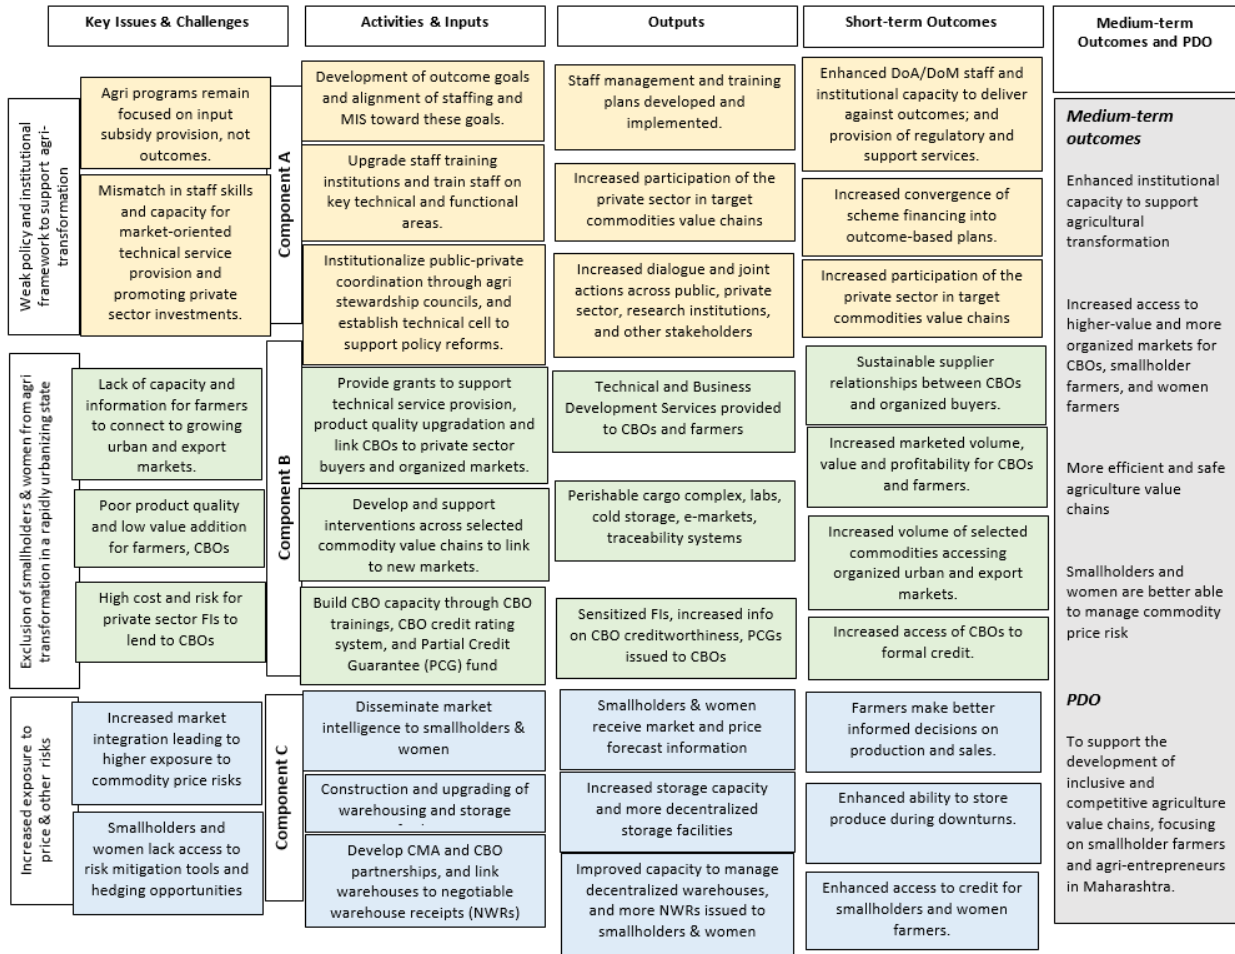 Key Issues & Challenges
Activities & Inputs
Outputs
Short-term Outcomes
Medium-term
Outcomes and PDO
Weak policy and institutional
framework to support agri-
transformation
Agri programs remain
focused on input
subsidy provision, not
outcomes.
Mismatch in staff skills
and capacity for
market-oriented
technical service
provision and
promoting private
sector investments.
Component A
Development of outcome goals
and alignment of staffing and
MIS toward these goals.
Upgrade staff training
institutions and train staff on
key technical and functional
areas.
Institutionalize public-private
coordination through agri
stewardship councils, and
establish technical cell to
support policy reforms.
Staff management and training
plans developed and
implemented.
Increased participation of the
private sector in target
commodities value chains
Increased dialogue and joint
actions across public, private
sector, research institutions,
and other stakeholders
Enhanced DoA/DoM staff and
institutional capacity to deliver
against outcomes; and
provision of regulatory and
support services.
Increased convergence of
scheme financing into
outcome-based plans.
Increased participation of the
private sector in target
commodities value chains
Exclusion of smallholders & women from agri
transformation in a rapidly urbanizing state
Lack of capacity and
information for farmers
to connect to growing
urban and export
markets.
Poor product quality
and low value addition
for farmers, CBOs
High cost and risk for
private sector FIs to
lend to CBOs
Component B
Provide grants to support
technical service provision,
product quality upgradation and
link CBOs to private sector
buyers and organized markets.
Develop and support
interventions across selected
commodity value chains to link
to new markets.
Build CBO capacity through CBO
trainings, CBO credit rating
system, and Partial Credit
Guarantee (PCG) fund
Technical and Business
Development Services provided
to CBOs and farmers
Perishable cargo complex, labs,
cold storage, e-markets,
traceability systems
Sensitized FIs, increased info
on CBO creditworthiness, PCGs
issued to CBOs
Sustainable supplier
relationships between CBOs
and organized buyers.
Increased marketed volume,
value and profitability for CBOs
and farmers.
Increased volume of selected
commodities accessing
organized urban and export
markets.
Increased access of CBOs to
formal credit.
Increased exposure to
price & other risks
Increased market
integration leading to
higher exposure to
commodity price risks
Smallholders and
women lack access to
risk mitigation tools and
hedging opportunities
Component C
Disseminate market
intelligence to smallholders &
women
Construction and upgrading of
warehousing and storage
Develop CMA and CBO
partnerships, and link
warehouses to negotiable
warehouse receipts (NWRs)
Smallholders & women
receive market and price
forecast information
Increased storage capacity
and more decentralized
storage facilities
Improved capacity to manage
decentralized warehouses,
and more NWRs issued to
smallholders & women
Farmers make better
informed decisions on
production and sales.
Enhanced ability to store
produce during downturns.
Enhanced access to credit for
smallholders and women
farmers.
Medium-term
outcomes
Enhanced institutional
capacity to support
agricultural
transformation
Increased access to
higher-value and more
organized markets for
CBOs, smallholder
farmers, and women
farmers
More efficient and safe
agriculture value
chains
Smallholders and
women are better able
to manage commodity
price risk
PDO
To support the
development of
inclusive and
competitive agriculture
value chains, focusing
on smallholder farmers
and agri-entrepreneurs
in Maharashtra.